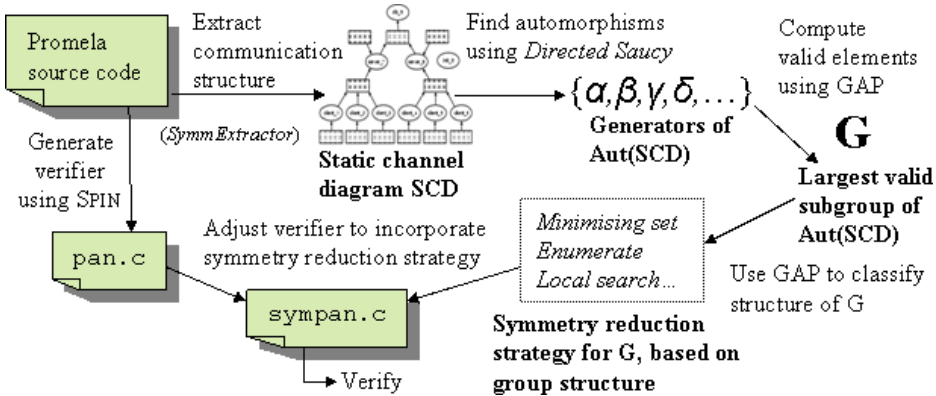 Promela
source code
Extract
communication
structure
(SymmExtractor)
Static channel
diagram SCD
Find automorphisms
using Directed Saucy
{α, β, γ, δ, ...}
Generators of
Aut(SCD)
Compute
valid elements
using GAP
G
Largest valid
subgroup of
Aut(SCD)
Generate
verifier
using SPIN
pan.c
Adjust verifier to incorporate
symmetry reduction strategy
Minimising set
Enumerate
Local search...
Use GAP to classify
structure of G
sympan.c
Symmetry reduction
strategy for G, based on
group structure
Verify